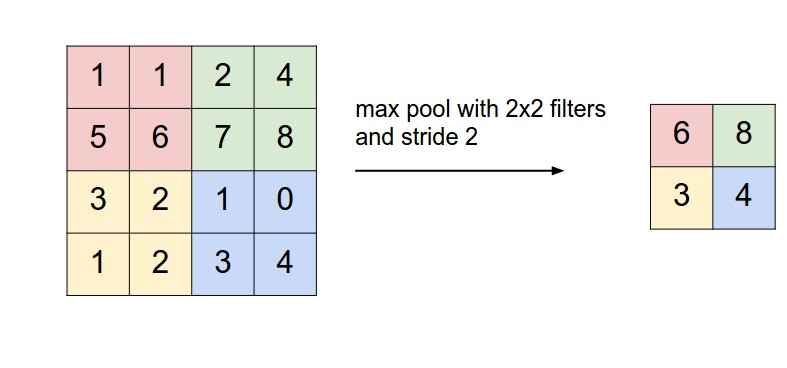 1 1 2 4
5 6 7 8
3 2 1 0
1 2 3 4
max pool with 2x2 filters
and stride 2
6 8
3 4